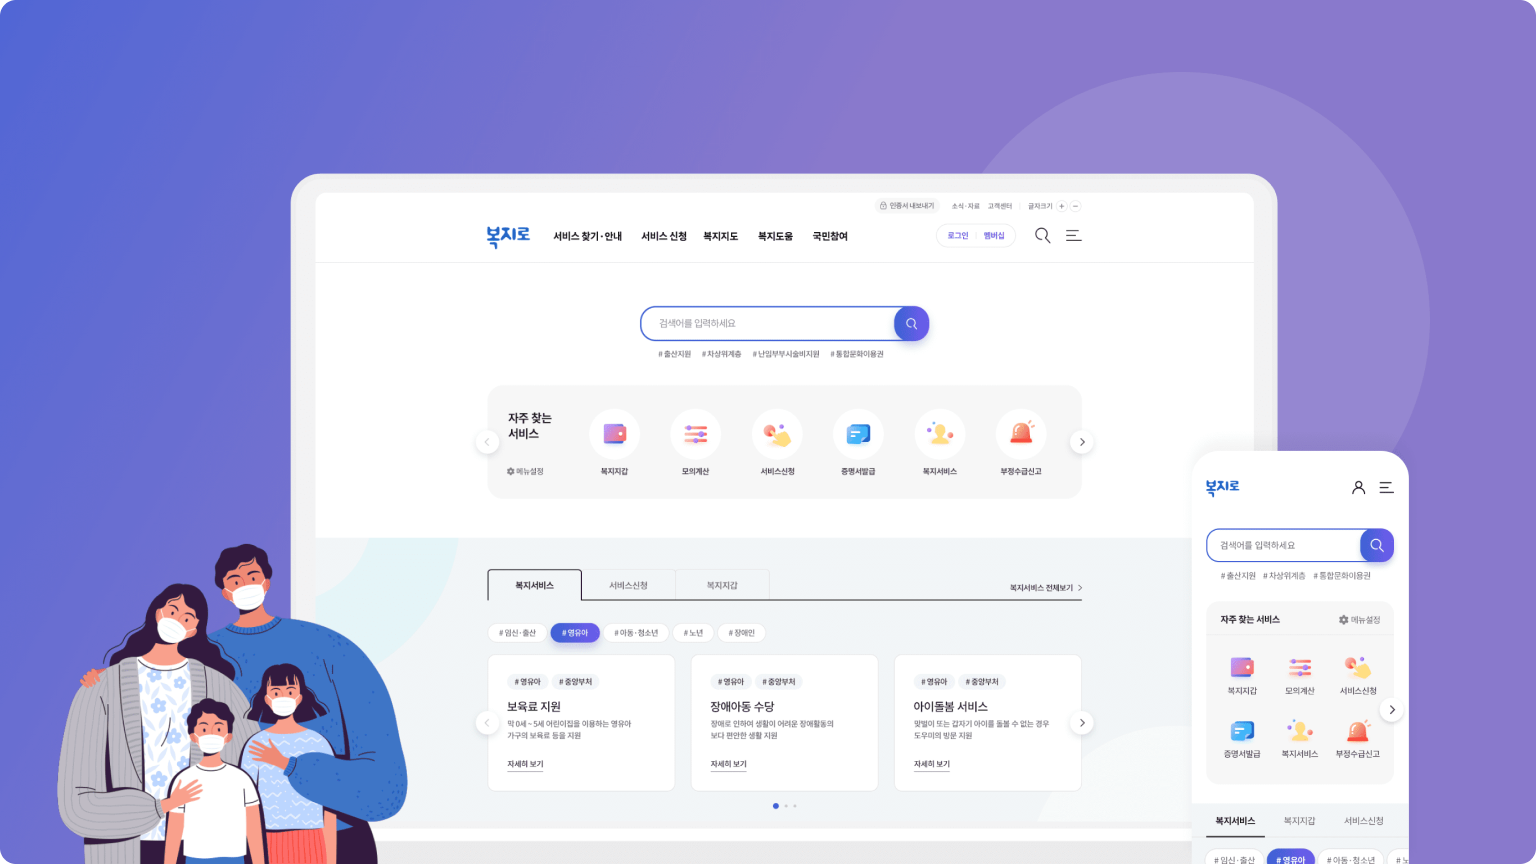 인증서 내보내기 소식·자료 고객센터 글자크기 + −
복지로 서비스 찾기·안내 서비스 신청 복지지도 복지도움 국민참여 로그인 멤버십
검색어를 입력하세요
# 출산지원 # 차상위계층 # 난임부부시술비지원 # 통합문화이용권
자주 찾는
서비스
메뉴설정
복지지갑 모의계산 서비스신청 증명서발급 복지서비스 부정수급신고
복지서비스 서비스신청 복지지갑 복지서비스 전체보기
# 임신·출산 # 영유아 # 아동·청소년 # 노년 # 장애인
# 영유아 # 중앙부처
보육료 지원
만 0세 ~ 5세 어린이집을 이용하는 영유아
가구의 보육료 등을 지원
자세히 보기
# 영유아 # 중앙부처
장애아동 수당
장애로 인하여 생활이 어려운 장애활동의
보다 편안한 생활 지원
자세히 보기
# 영유아 # 중앙부처
아이돌봄 서비스
맞벌이 또는 갑자기 아이를 돌볼 수 없는 경우
도우미의 방문 지원
자세히 보기
복지로
검색어를 입력하세요
# 출산지원 # 차상위계층 # 통합문화이용권
자주 찾는 서비스 메뉴설정
복지지갑 모의계산 서비스신청
증명서발급 복지서비스 부정수급신고
복지서비스 복지지갑 서비스신청
# 임신·출산 # 영유아 # 아동·청소년